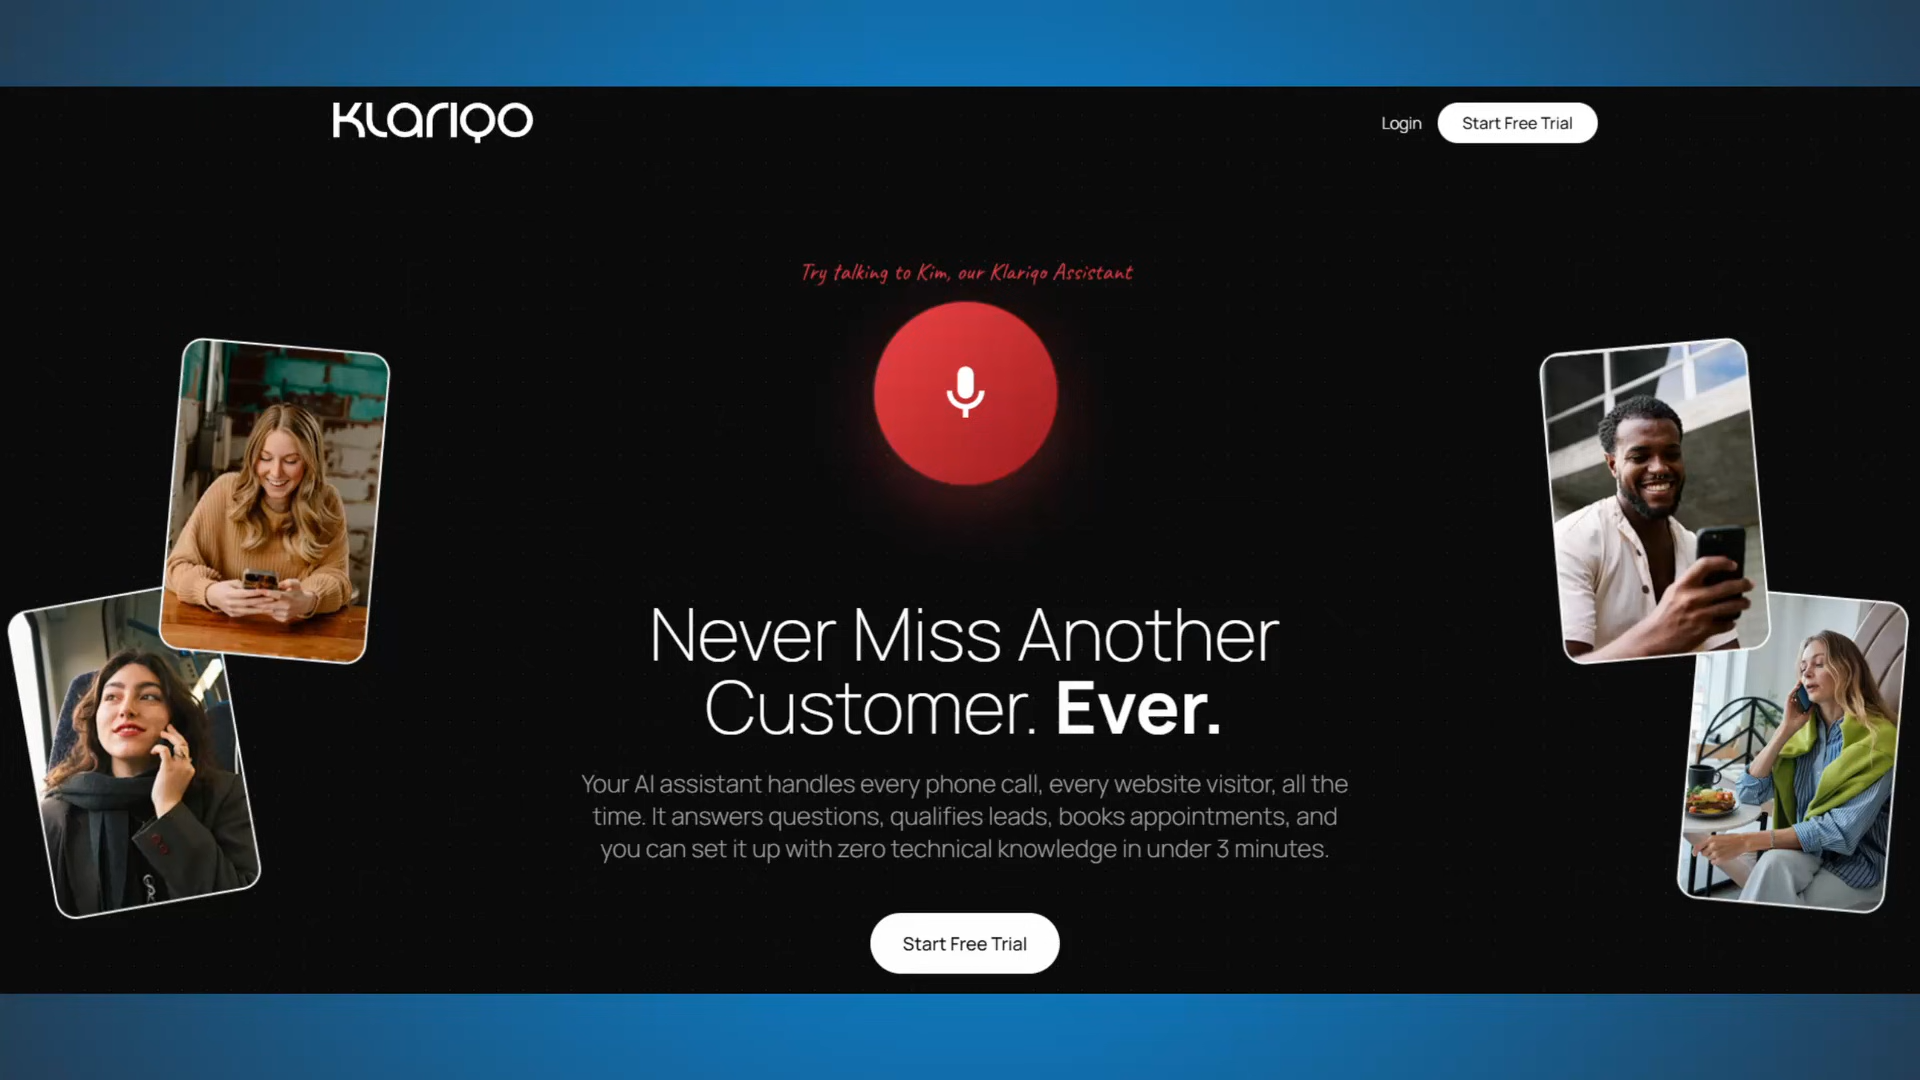 Klariqo
Login
Start Free Trial
Try talking to Kim, our Klariqo Assistant
Never Miss Another
Customer. Ever.
Your AI assistant handles every phone call, every website visitor, all the
time. It answers questions, qualifies leads, books appointments, and
you can set it up with zero technical knowledge in under 3 minutes.
Start Free Trial